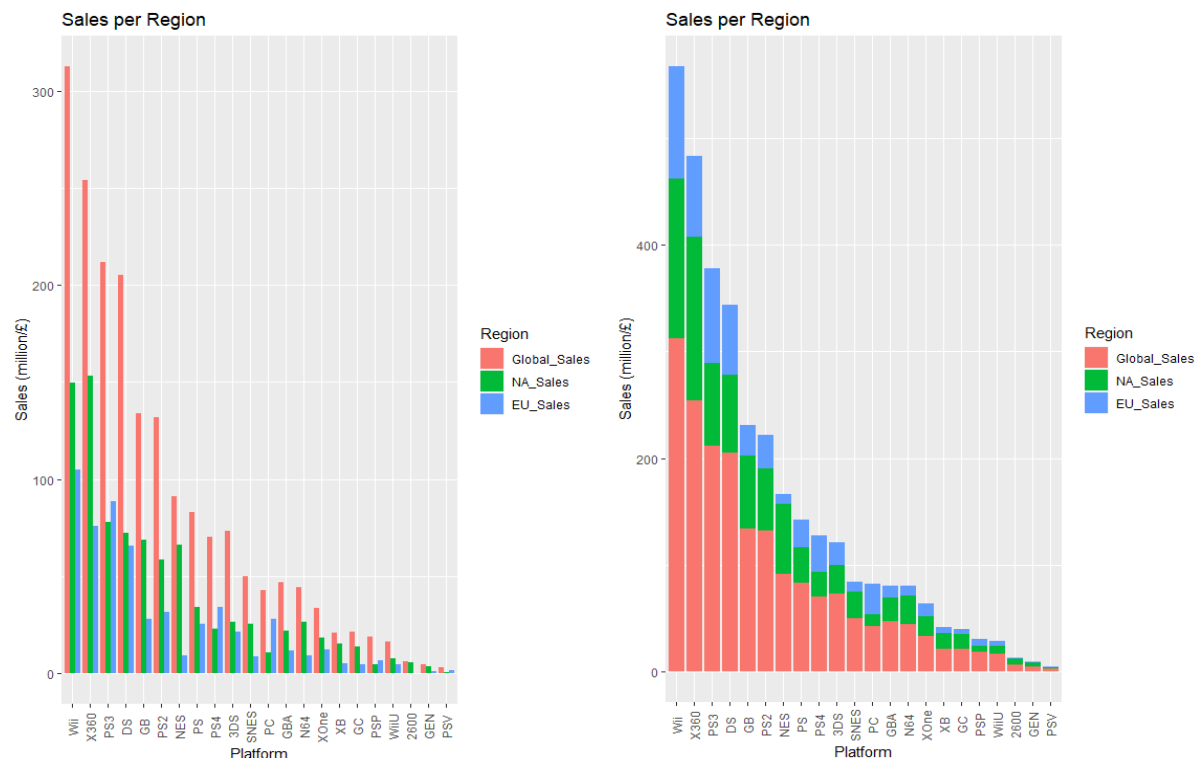 Sales per Region
300
200
100
0
Sales (million/£)
Wii
X360
PS3
DS
GB
PS2
NES
PS
PS4
3DS
SNES
PC
GBA
N64
XOne
XB
GC
PSP
WiiU
2600
GEN
PSV
Platform
Region
Global_Sales
NA_Sales
EU_Sales
Sales per Region
400
200
0
Sales (million/£)
Wii
X360
PS3
DS
GB
PS2
NES
PS
PS4
3DS
SNES
PC
GBA
N64
XOne
XB
GC
PSP
WiiU
2600
GEN
PSV
Platform
Region
Global_Sales
NA_Sales
EU_Sales